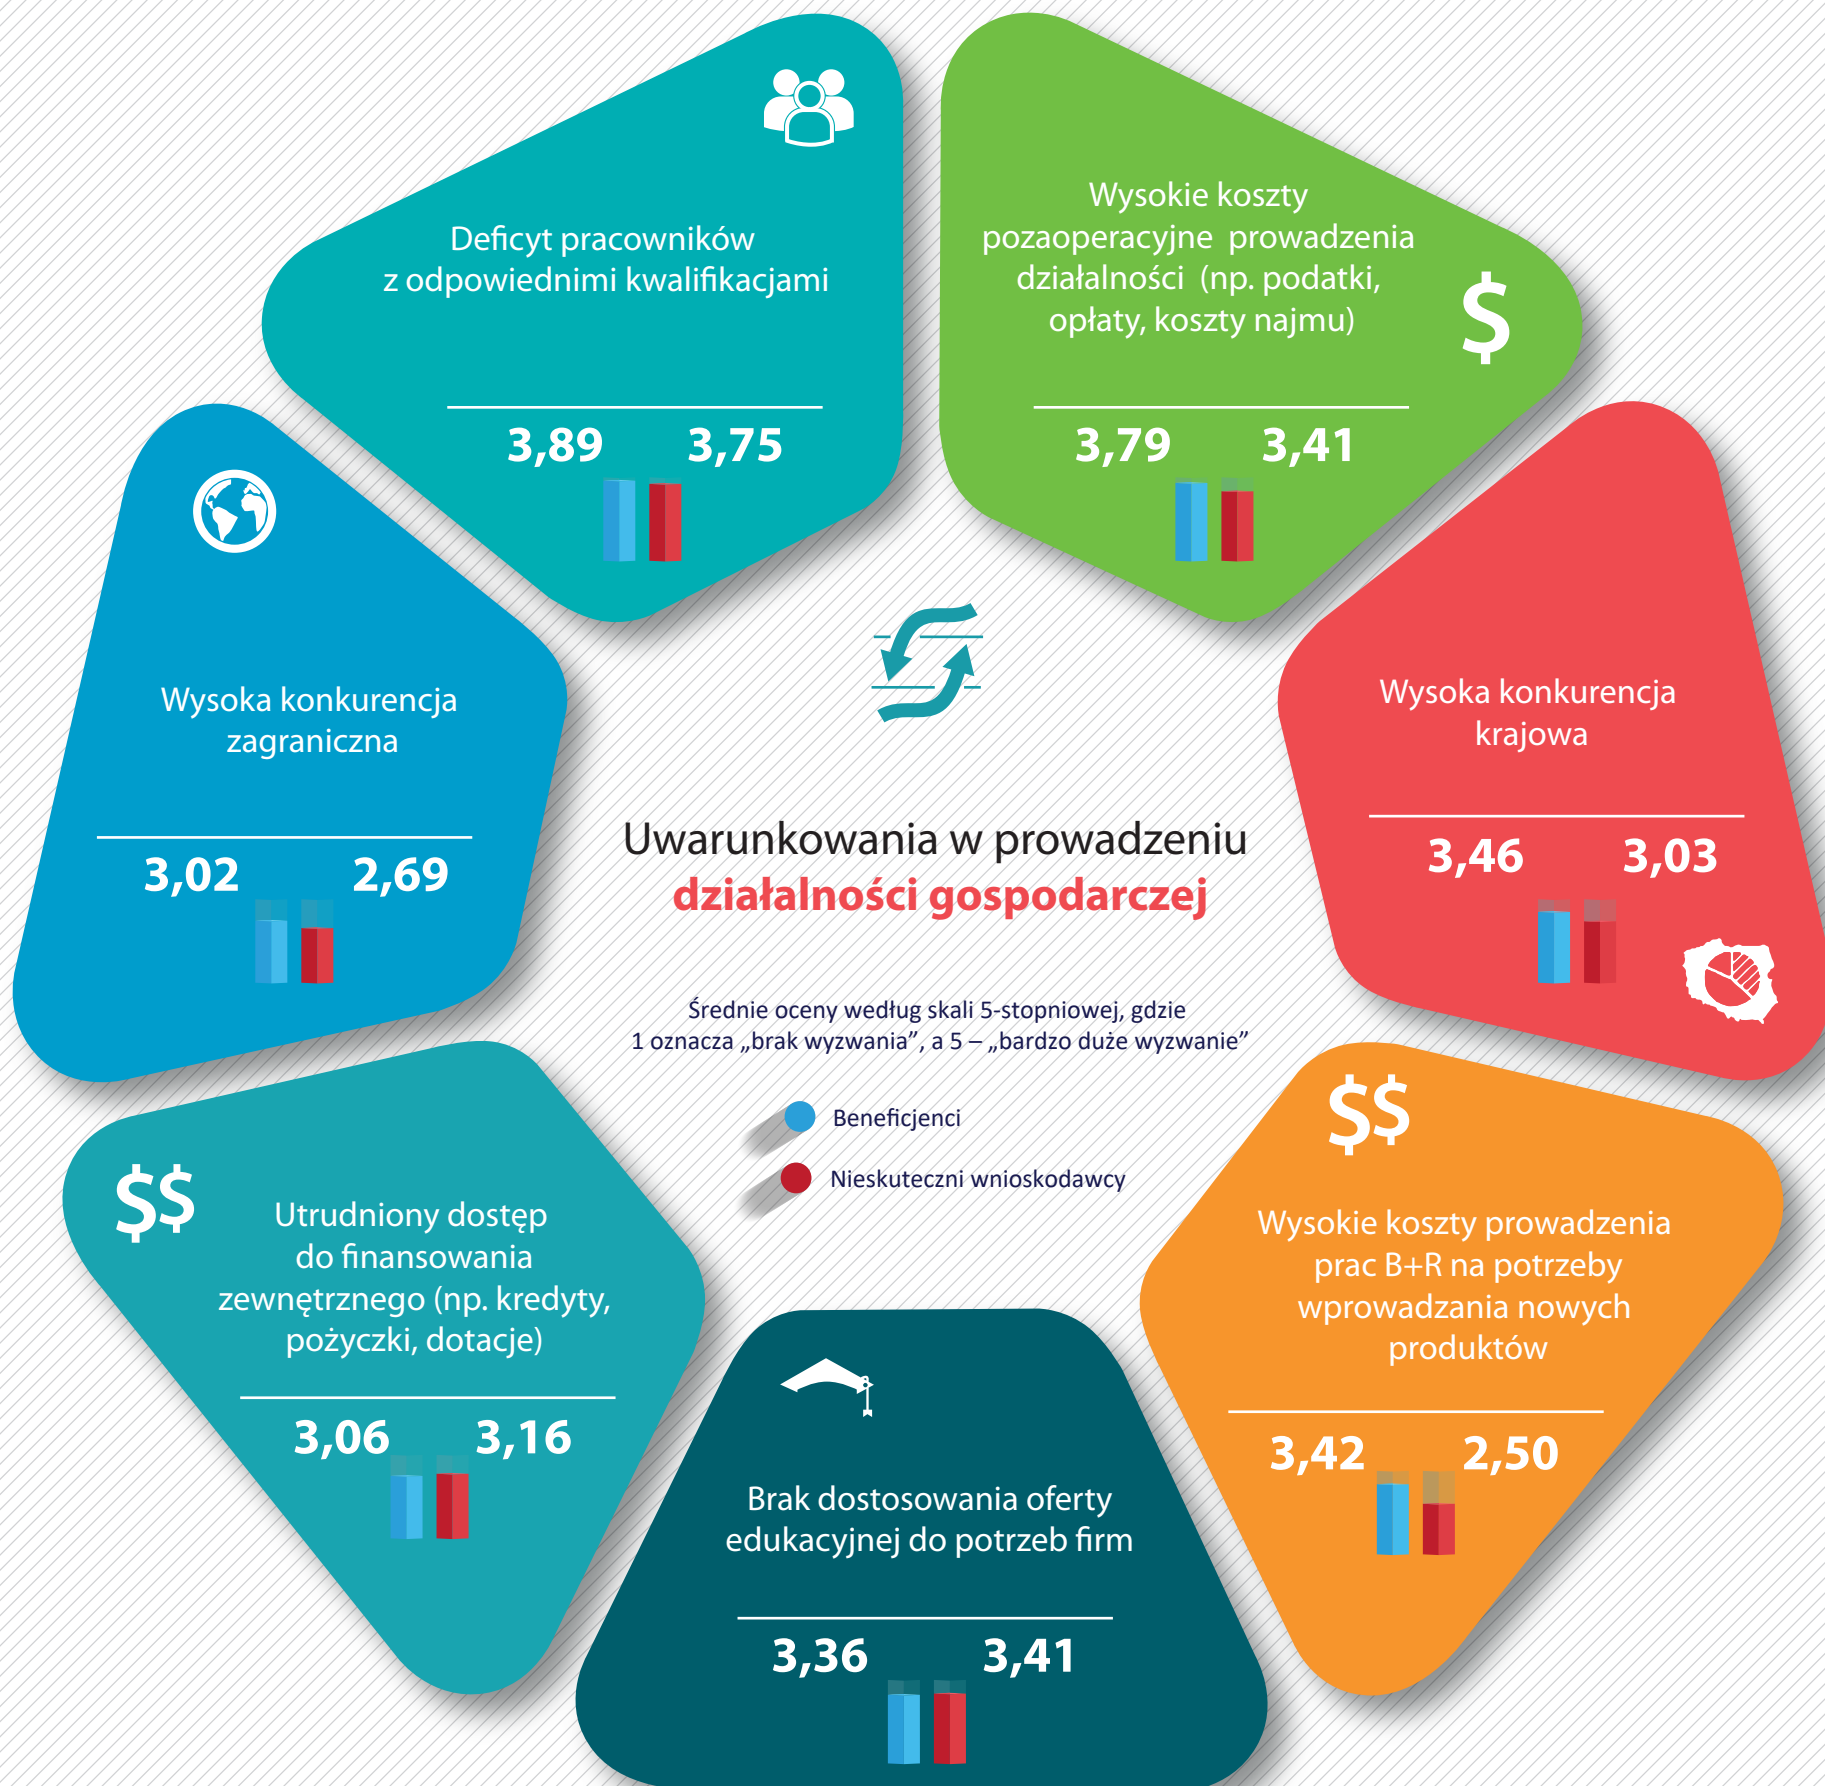 Deficyt pracowników
z odpowiednimi kwalifikacjami
3,89 3,75
Wysokie koszty
pozaoperacyjne prowadzenia
działalności (np. podatki,
opłaty, koszty najmu)
$
3,79 3,41
Wysoka konkurencja
zagraniczna
3,02 2,69
Wysoka konkurencja
krajowa
3,46 3,03
Uwarunkowania w prowadzeniu
działalności gospodarczej
Średnie oceny według skali 5-stopniowej, gdzie
1 oznacza „brak wyzwania”, a 5 – „bardzo duże wyzwanie”
Beneficjenci
Nieskuteczni wnioskodawcy
$$
Utrudniony dostęp
do finansowania
zewnętrznego (np. kredyty,
pożyczki, dotacje)
3,06 3,16
$$
Wysokie koszty prowadzenia
prac B+R na potrzeby
wprowadzania nowych
produktów
3,42 2,50
Brak dostosowania oferty
edukacyjnej do potrzeb firm
3,36 3,41